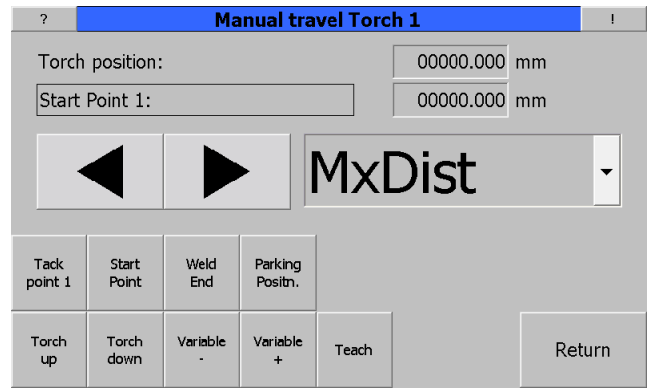 ? Manual travel Torch 1 !
Torch position: 00000.000 mm
Start Point 1: 00000.000 mm
MxDist
Tack point 1
Start Point
Weld End
Parking Positn.
Torch up
Torch down
Variable -
Variable +
Teach
Return